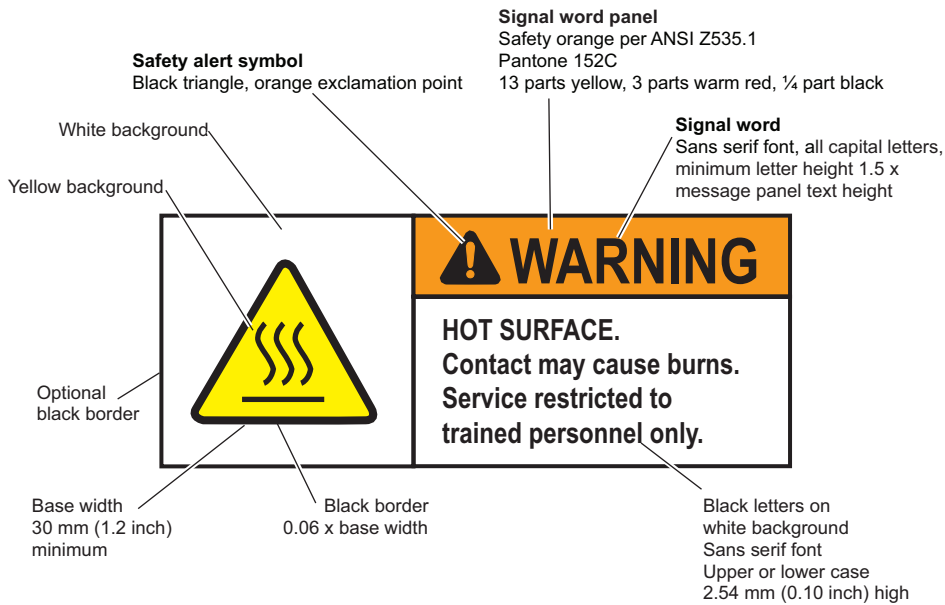 Signal word panel
Safety orange per ANSI Z535.1
Pantone 152C
13 parts yellow, 3 parts warm red, ¼ part black
Safety alert symbol
Black triangle, orange exclamation point
Signal word
Sans serif font, all capital letters,
minimum letter height 1.5 x
message panel text height
White background
Yellow background
! WARNING
HOT SURFACE.
Contact may cause burns.
Service restricted to
trained personnel only.
Optional
black border
Base width
30 mm (1.2 inch)
minimum
Black border
0.06 x base width
Black letters on
white background
Sans serif font
Upper or lower case
2.54 mm (0.10 inch) high